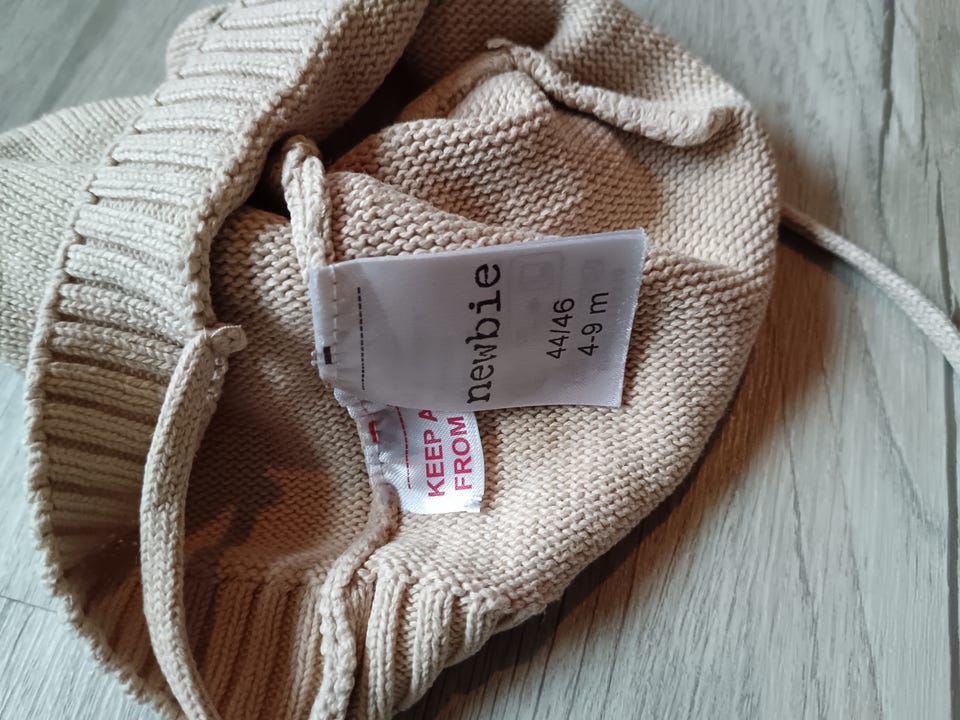 newbie
44/46
4-9 m
KEEP A
FROM